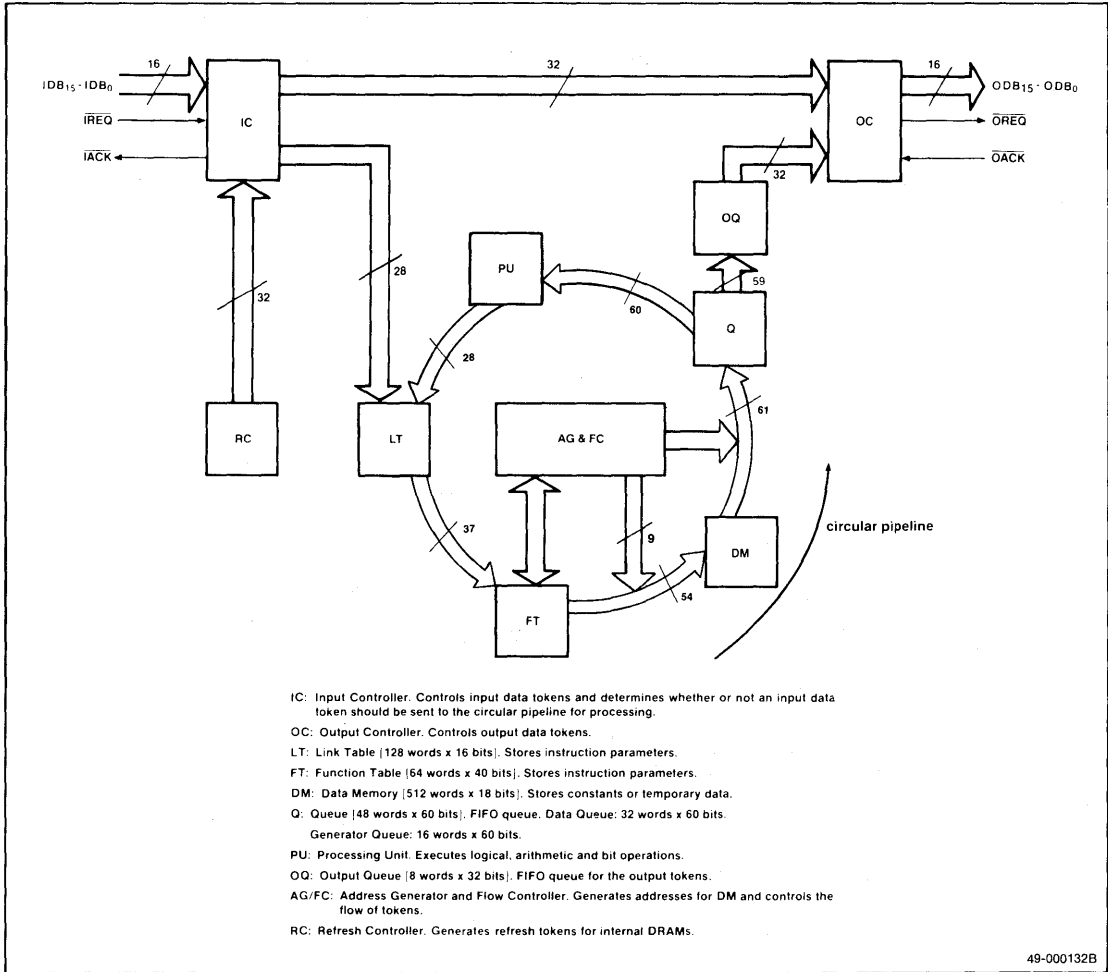 16
32
16
IDB15 - IDB0
ODB15 - ODB0
IREQ
IC
OC
OREQ
IACK
OACK
32
OQ
28
PU
59
32
60
Q
28
61
RC
LT
AG & FC
circular pipeline
37
9
DM
54
FT
IC: Input Controller. Controls input data tokens and determines whether or not an input data
token should be sent to the circular pipeline for processing.
OC: Output Controller. Controls output data tokens.
LT: Link Table [128 words x 16 bits]. Stores instruction parameters.
FT: Function Table [64 words x 40 bits]. Stores instruction parameters.
DM: Data Memory [512 words x 18 bits]. Stores constants or temporary data.
Q: Queue [48 words x 60 bits]. FIFO queue. Data Queue: 32 words x 60 bits.
Generator Queue: 16 words x 60 bits.
PU: Processing Unit. Executes logical, arithmetic and bit operations.
OQ: Output Queue [8 words x 32 bits]. FIFO queue for the output tokens.
AG/FC: Address Generator and Flow Controller. Generates addresses for DM and controls the
flow of tokens.
RC: Refresh Controller. Generates refresh tokens for internal DRAMs.
49-000132B